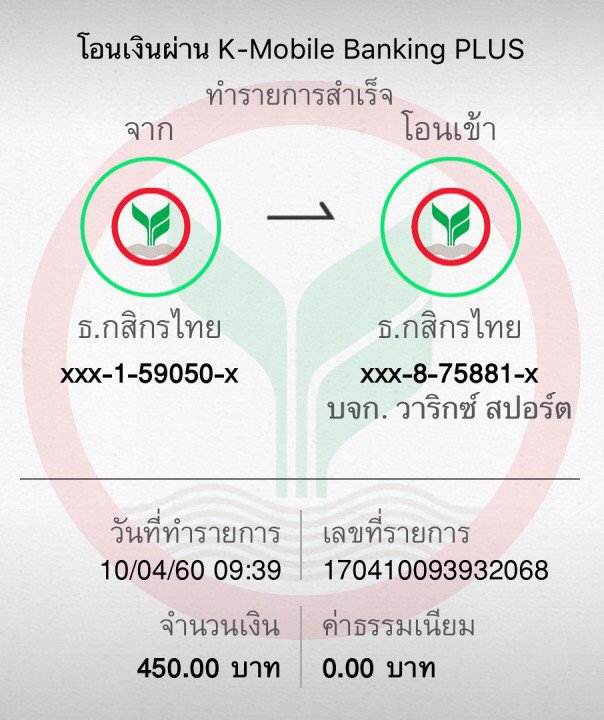 โอนเงินผ่าน K-Mobile Banking PLUS
ทำรายการสำเร็จ
จาก
โอนเข้า
ธ.กสิกรไทย
ธ.กสิกรไทย
xxx-1-59050-x
xxx-8-75881-x
บจก. วาริกซ์ สปอร์ต
วันที่ทำรายการ
เลขที่รายการ
10/04/60 09:39
170410093932068
จำนวนเงิน
ค่าธรรมเนียม
450.00 บาท
0.00 บาท